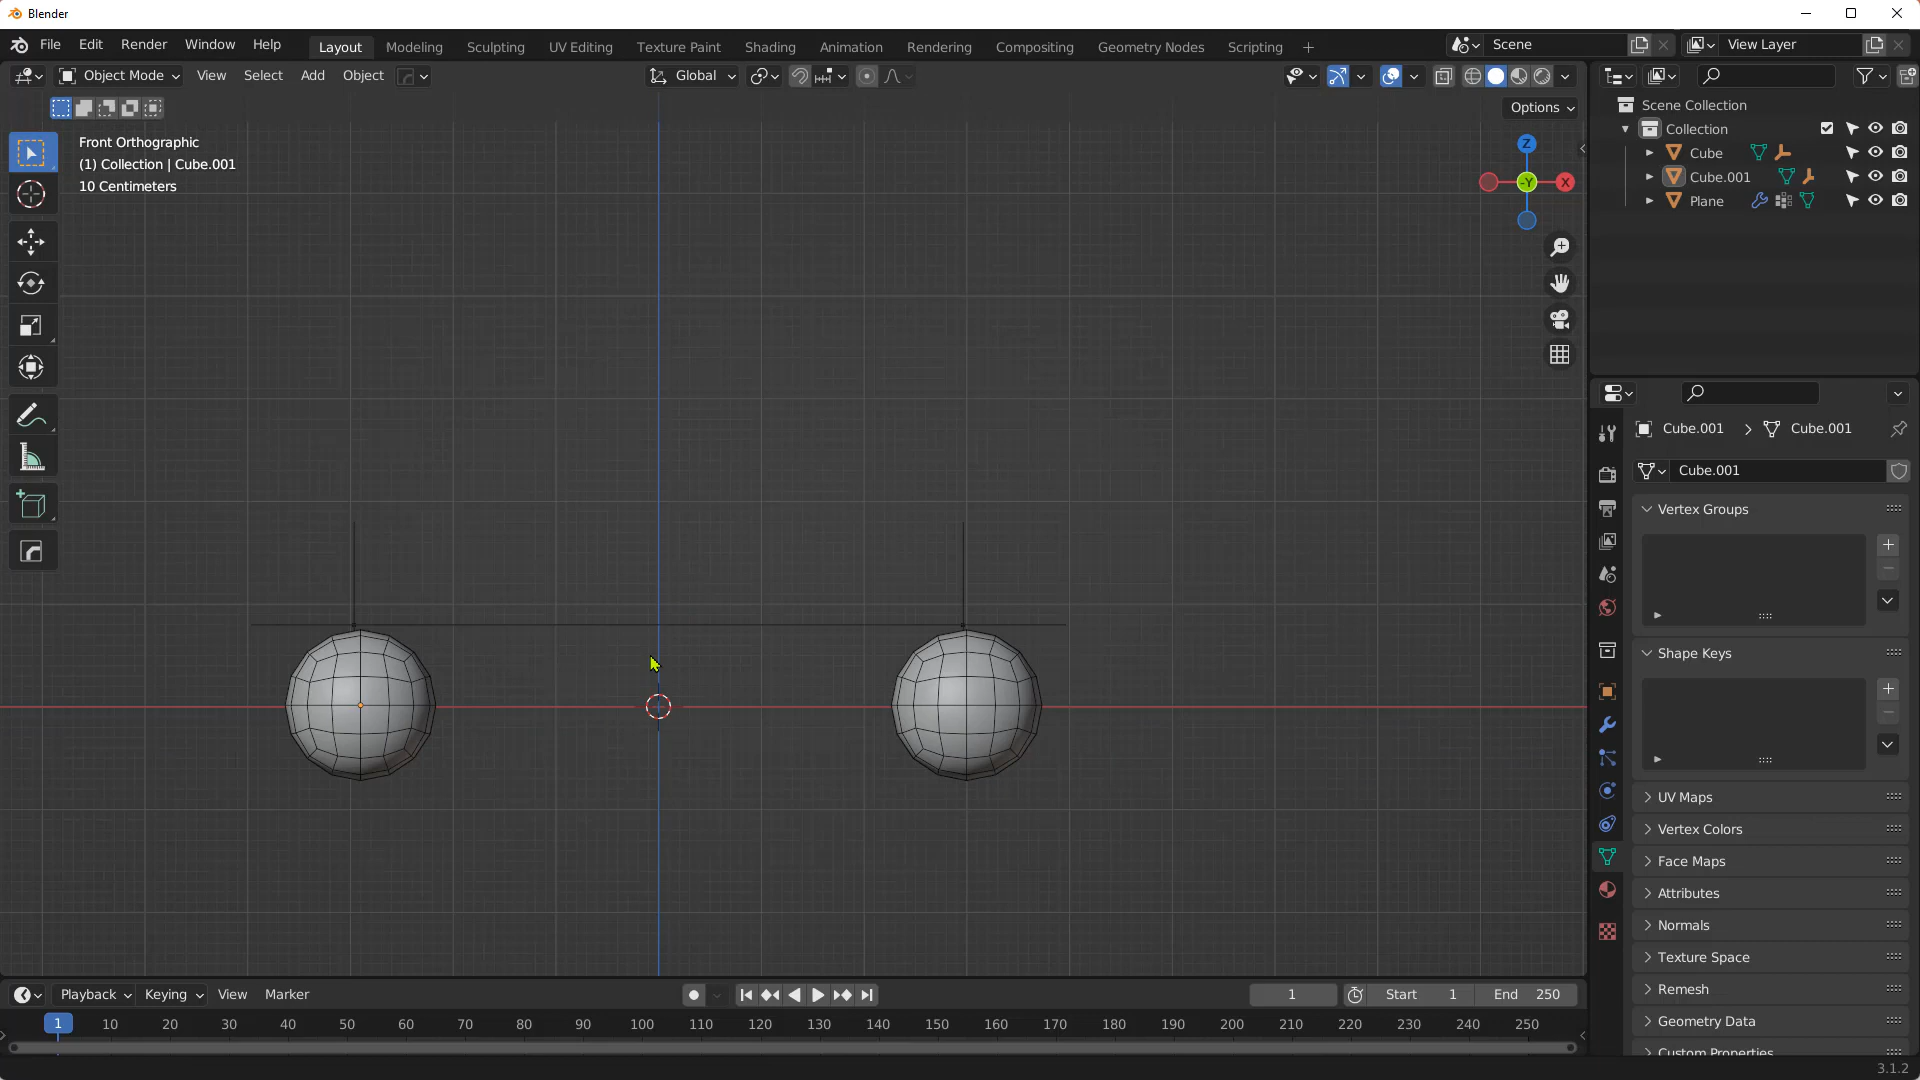 Blender
File Edit Render Window Help Layout Modeling Sculpting UV Editing Texture Paint Shading Animation Rendering Compositing Geometry Nodes Scripting + Scene View Layer
Object Mode View Select Add Object Global
Options
Front Orthographic
(1) Collection | Cube.001
10 Centimeters
Z
-Y
X
Scene Collection
Collection
Cube
Cube.001
Plane
Cube.001 > Cube.001
Cube.001
Vertex Groups
Shape Keys
UV Maps
Vertex Colors
Face Maps
Attributes
Normals
Texture Space
Remesh
Geometry Data
Custom Properties
Playback Keying View Marker 1 Start 1 End 250
1 10 20 30 40 50 60 70 80 90 100 110 120 130 140 150 160 170 180 190 200 210 220 230 240 250
3.1.2